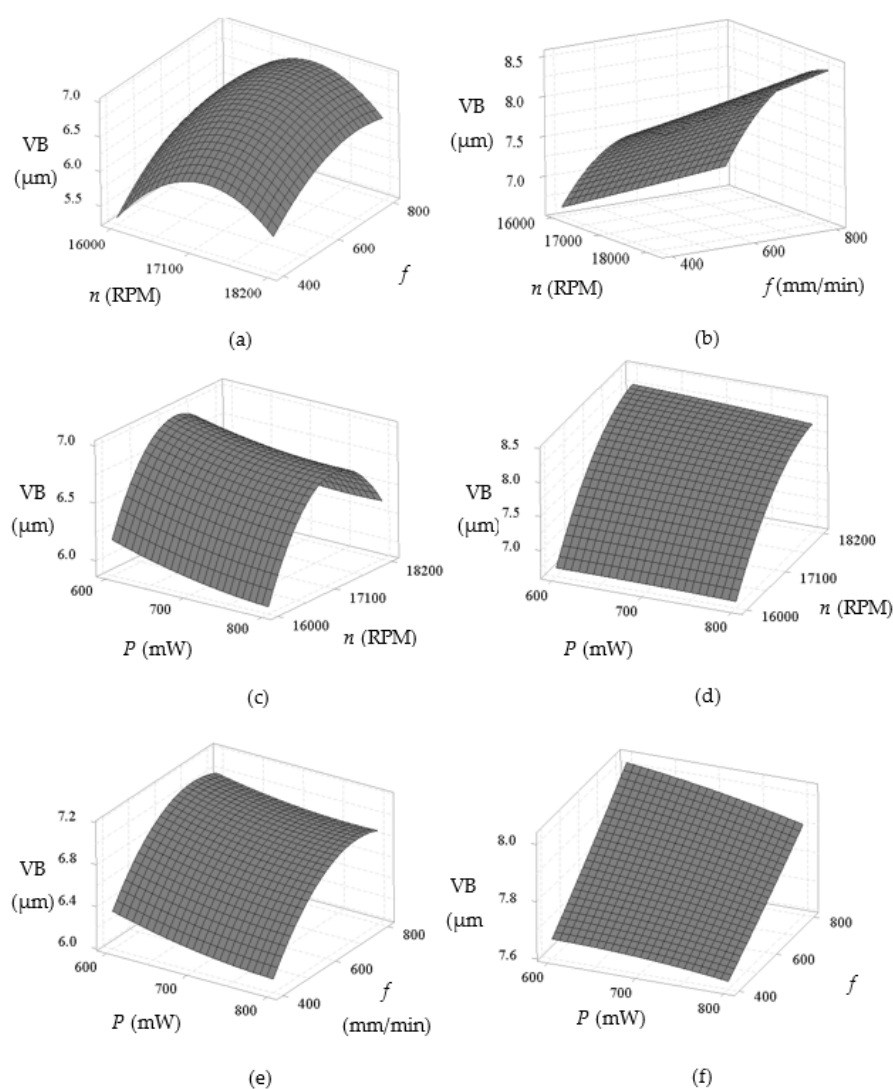 7.0
VB
6.5
(μm)
6.0
5.5
16000
17100
18200
n (RPM)
400
600
800
f
(a)
8.5
VB
8.0
(μm)
7.5
7.0
16000
17000
18000
n (RPM)
400
600
800
f (mm/min)
(b)
7.0
VB
6.5
(μm)
6.0
600
700
800
P (mW)
16000
17100
18200
n (RPM)
(c)
8.5
VB
8.0
(μm)
7.5
7.0
600
700
800
P (mW)
16000
17100
18200
n (RPM)
(d)
7.2
VB
6.8
(μm)
6.4
6.0
600
700
800
P (mW)
400
600
800
f
(mm/min)
(e)
8.0
VB
7.8
(μm
7.6
600
700
800
P (mW)
400
600
800
f
(f)